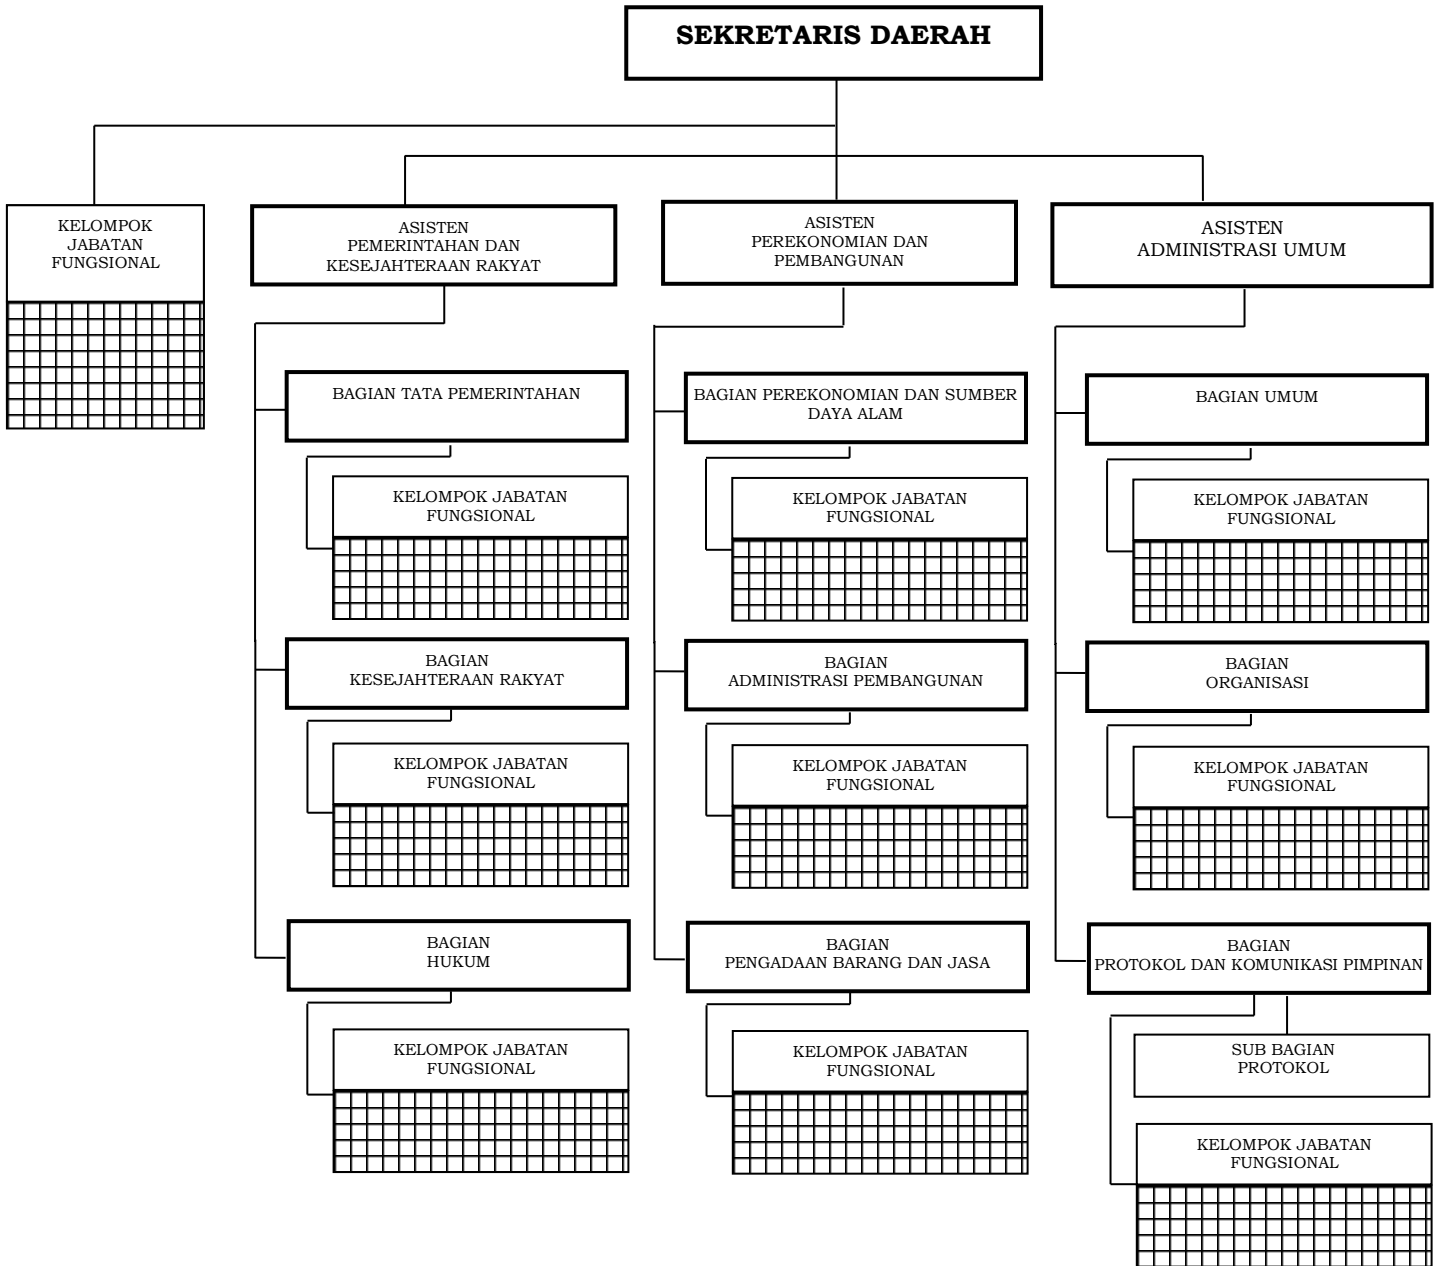 SEKRETARIS DAERAH
KELOMPOK
JABATAN
FUNGSIONAL
ASISTEN
PEMERINTAHAN DAN
KESEJAHTERAAN RAKYAT
ASISTEN
PEREKONOMIAN DAN
PEMBANGUNAN
ASISTEN
ADMINISTRASI UMUM
BAGIAN TATA PEMERINTAHAN
BAGIAN PEREKONOMIAN DAN SUMBER
DAYA ALAM
BAGIAN UMUM
KELOMPOK JABATAN
FUNGSIONAL
KELOMPOK JABATAN
FUNGSIONAL
KELOMPOK JABATAN
FUNGSIONAL
BAGIAN
KESEJAHTERAAN RAKYAT
BAGIAN
ADMINISTRASI PEMBANGUNAN
BAGIAN
ORGANISASI
KELOMPOK JABATAN
FUNGSIONAL
KELOMPOK JABATAN
FUNGSIONAL
KELOMPOK JABATAN
FUNGSIONAL
BAGIAN
HUKUM
BAGIAN
PENGADAAN BARANG DAN JASA
BAGIAN
PROTOKOL DAN KOMUNIKASI PIMPINAN
KELOMPOK JABATAN
FUNGSIONAL
KELOMPOK JABATAN
FUNGSIONAL
SUB BAGIAN
PROTOKOL
KELOMPOK JABATAN
FUNGSIONAL